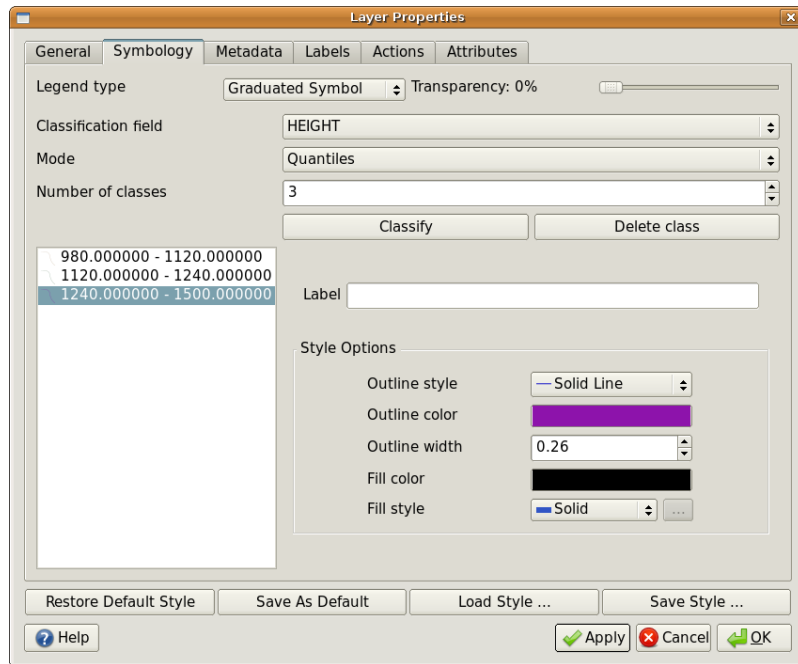 Layer Properties
General Symbology Metadata Labels Actions Attributes
Legend type Graduated Symbol Transparency: 0%
Classification field HEIGHT
Mode Quantiles
Number of classes 3
Classify Delete class
980.000000 - 1120.000000
1120.000000 - 1240.000000
1240.000000 - 1500.000000
Label
Style Options
Outline style Solid Line
Outline color
Outline width 0.26
Fill color
Fill style Solid ...
Restore Default Style Save As Default Load Style ... Save Style ...
Help Apply Cancel OK